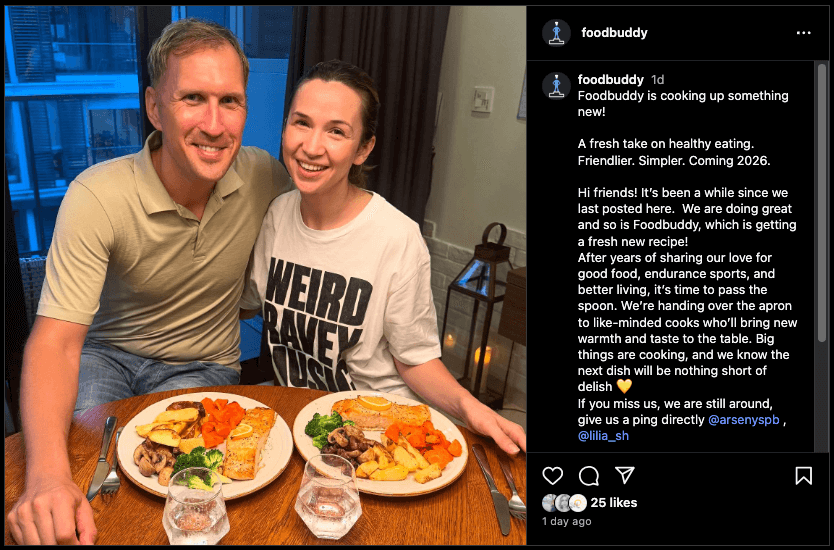 WEIRD
RAVEY
MUSIC
foodbuddy
foodbuddy 1d
Foodbuddy is cooking up something
new!
A fresh take on healthy eating.
Friendlier. Simpler. Coming 2026.
Hi friends! It’s been a while since we
last posted here.  We are doing great
and so is Foodbuddy, which is getting
a fresh new recipe!
After years of sharing our love for
good food, endurance sports, and
better living, it’s time to pass the
spoon. We’re handing over the apron
to like-minded cooks who’ll bring new
warmth and taste to the table. Big
things are cooking, and we know the
next dish will be nothing short of
delish 💛
If you miss us, we are still around,
give us a ping directly @arsenyspb ,
@lilia_sh
25 likes
1 day ago